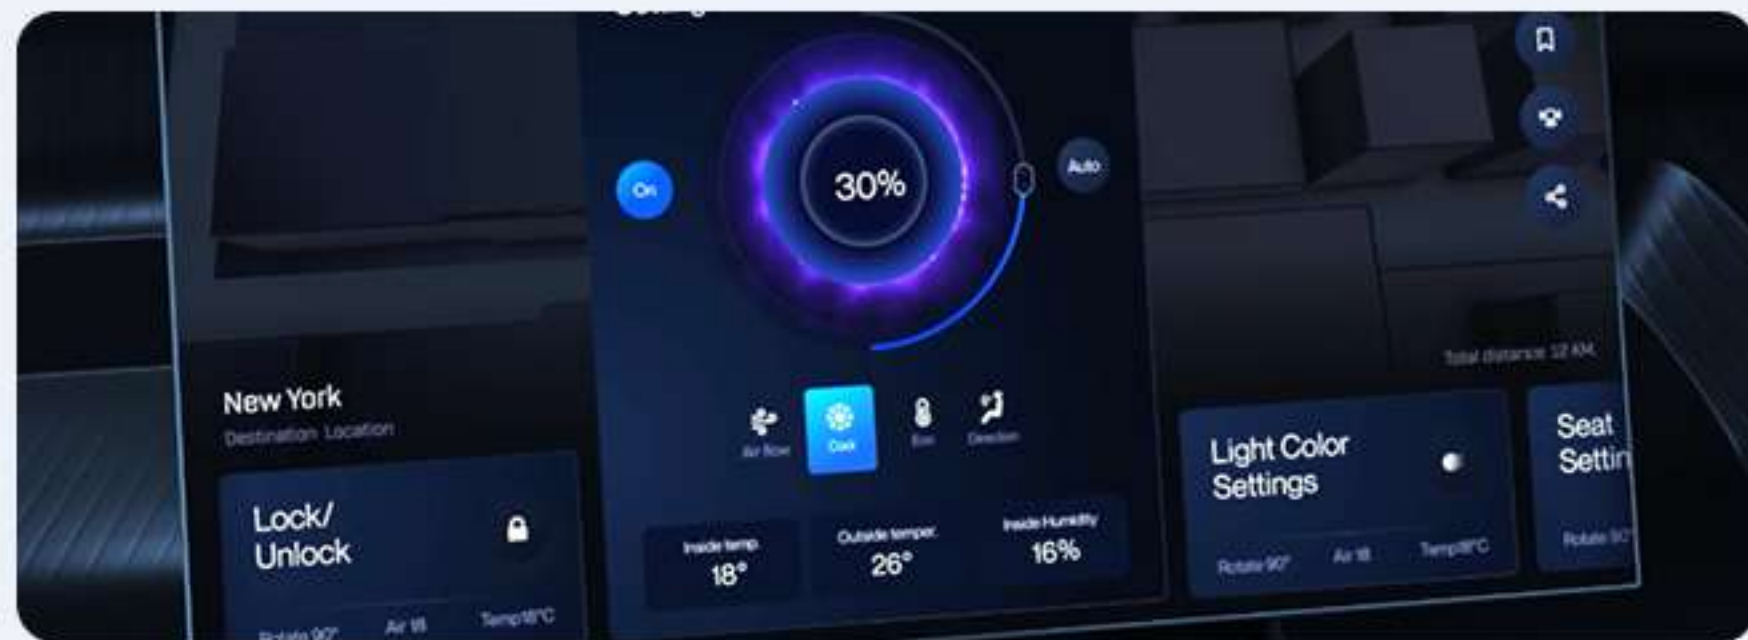 On
30%
Auto
Total distance 12 KM.
New York
Destination Location
Air flow
Cool
Eco
Direction
Lock/
Unlock
Rotate 90°
Air 18
Temp18°C
Inside temp.
18°
Outside temper.
26°
Inside Humidity
16%
Light Color
Settings
Rotate 90°
Air 18
Temp18°C
Seat
Settin
Rotate 90°